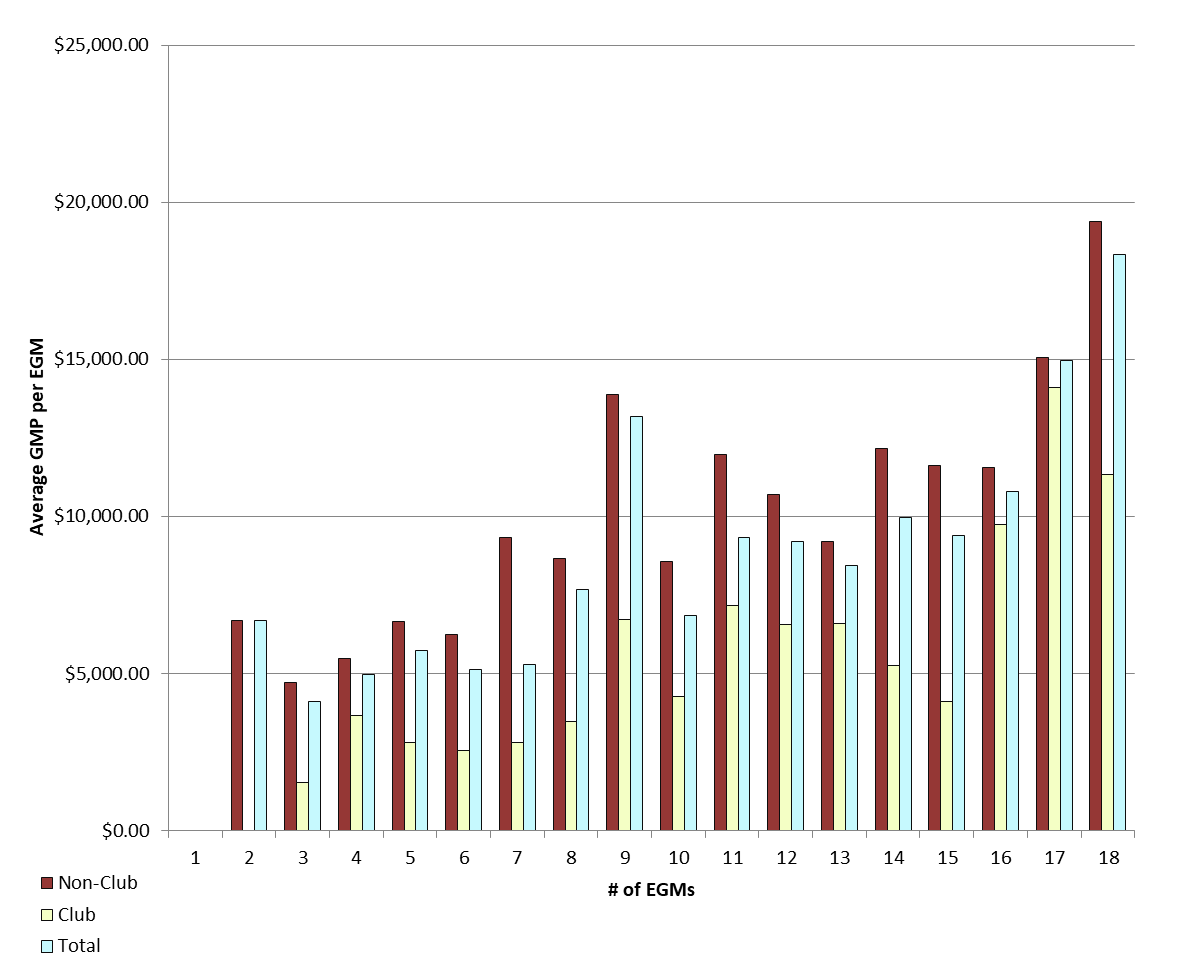 $25,000.00
$20,000.00
$15,000.00
$10,000.00
$5,000.00
$0.00
Average GMP per EGM
1 2 3 4 5 6 7 8 9 10 11 12 13 14 15 16 17 18
# of EGMs
Non-Club
Club
Total